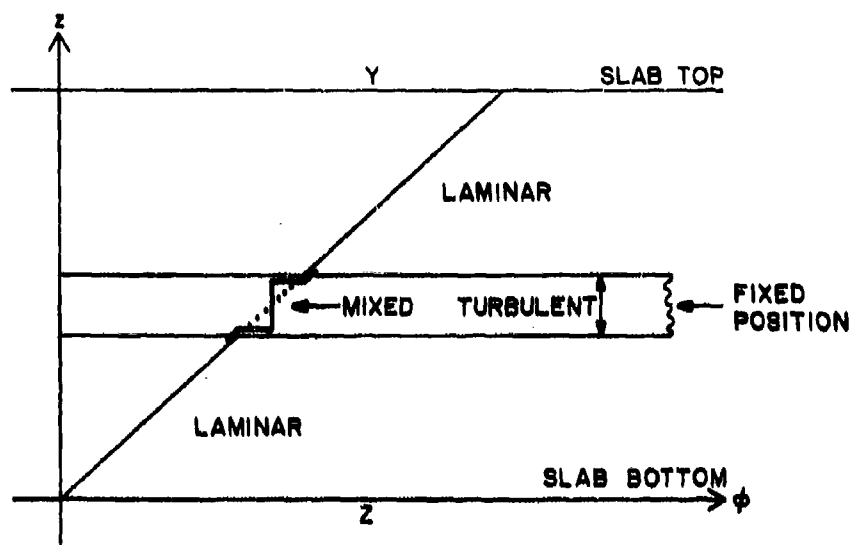 z
Y
SLAB TOP
LAMINAR
MIXED
TURBULENT
FIXED
POSITION
LAMINAR
SLAB BOTTOM
Z
φ